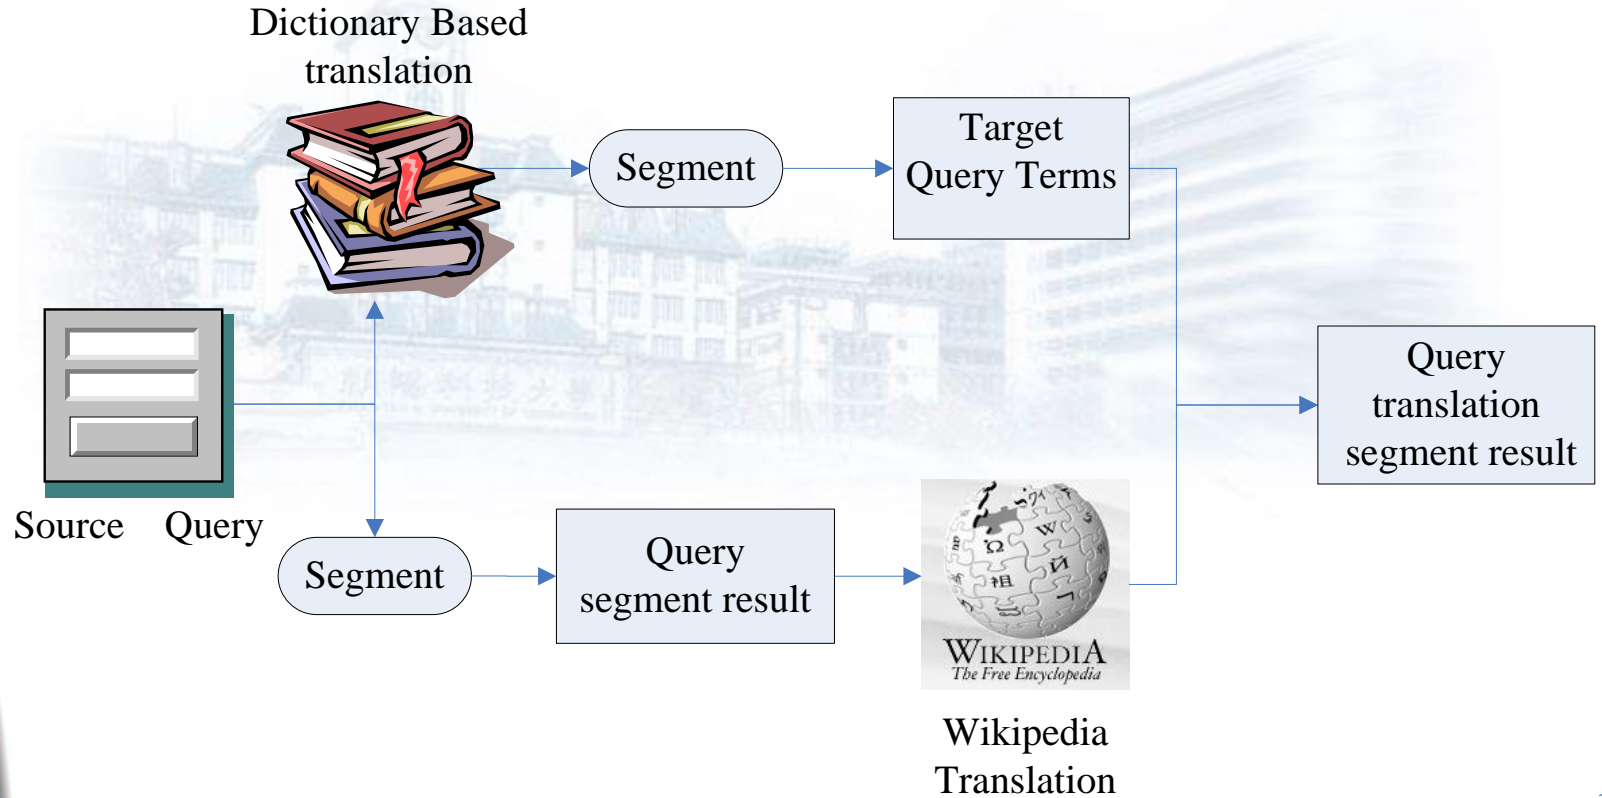 Dictionary Based
translation
Segment
Target
Query Terms
Source Query
Segment
Query
segment result
WIKIPEDIA
The Free Encyclopedia
Wikipedia
Translation
Query
translation
segment result